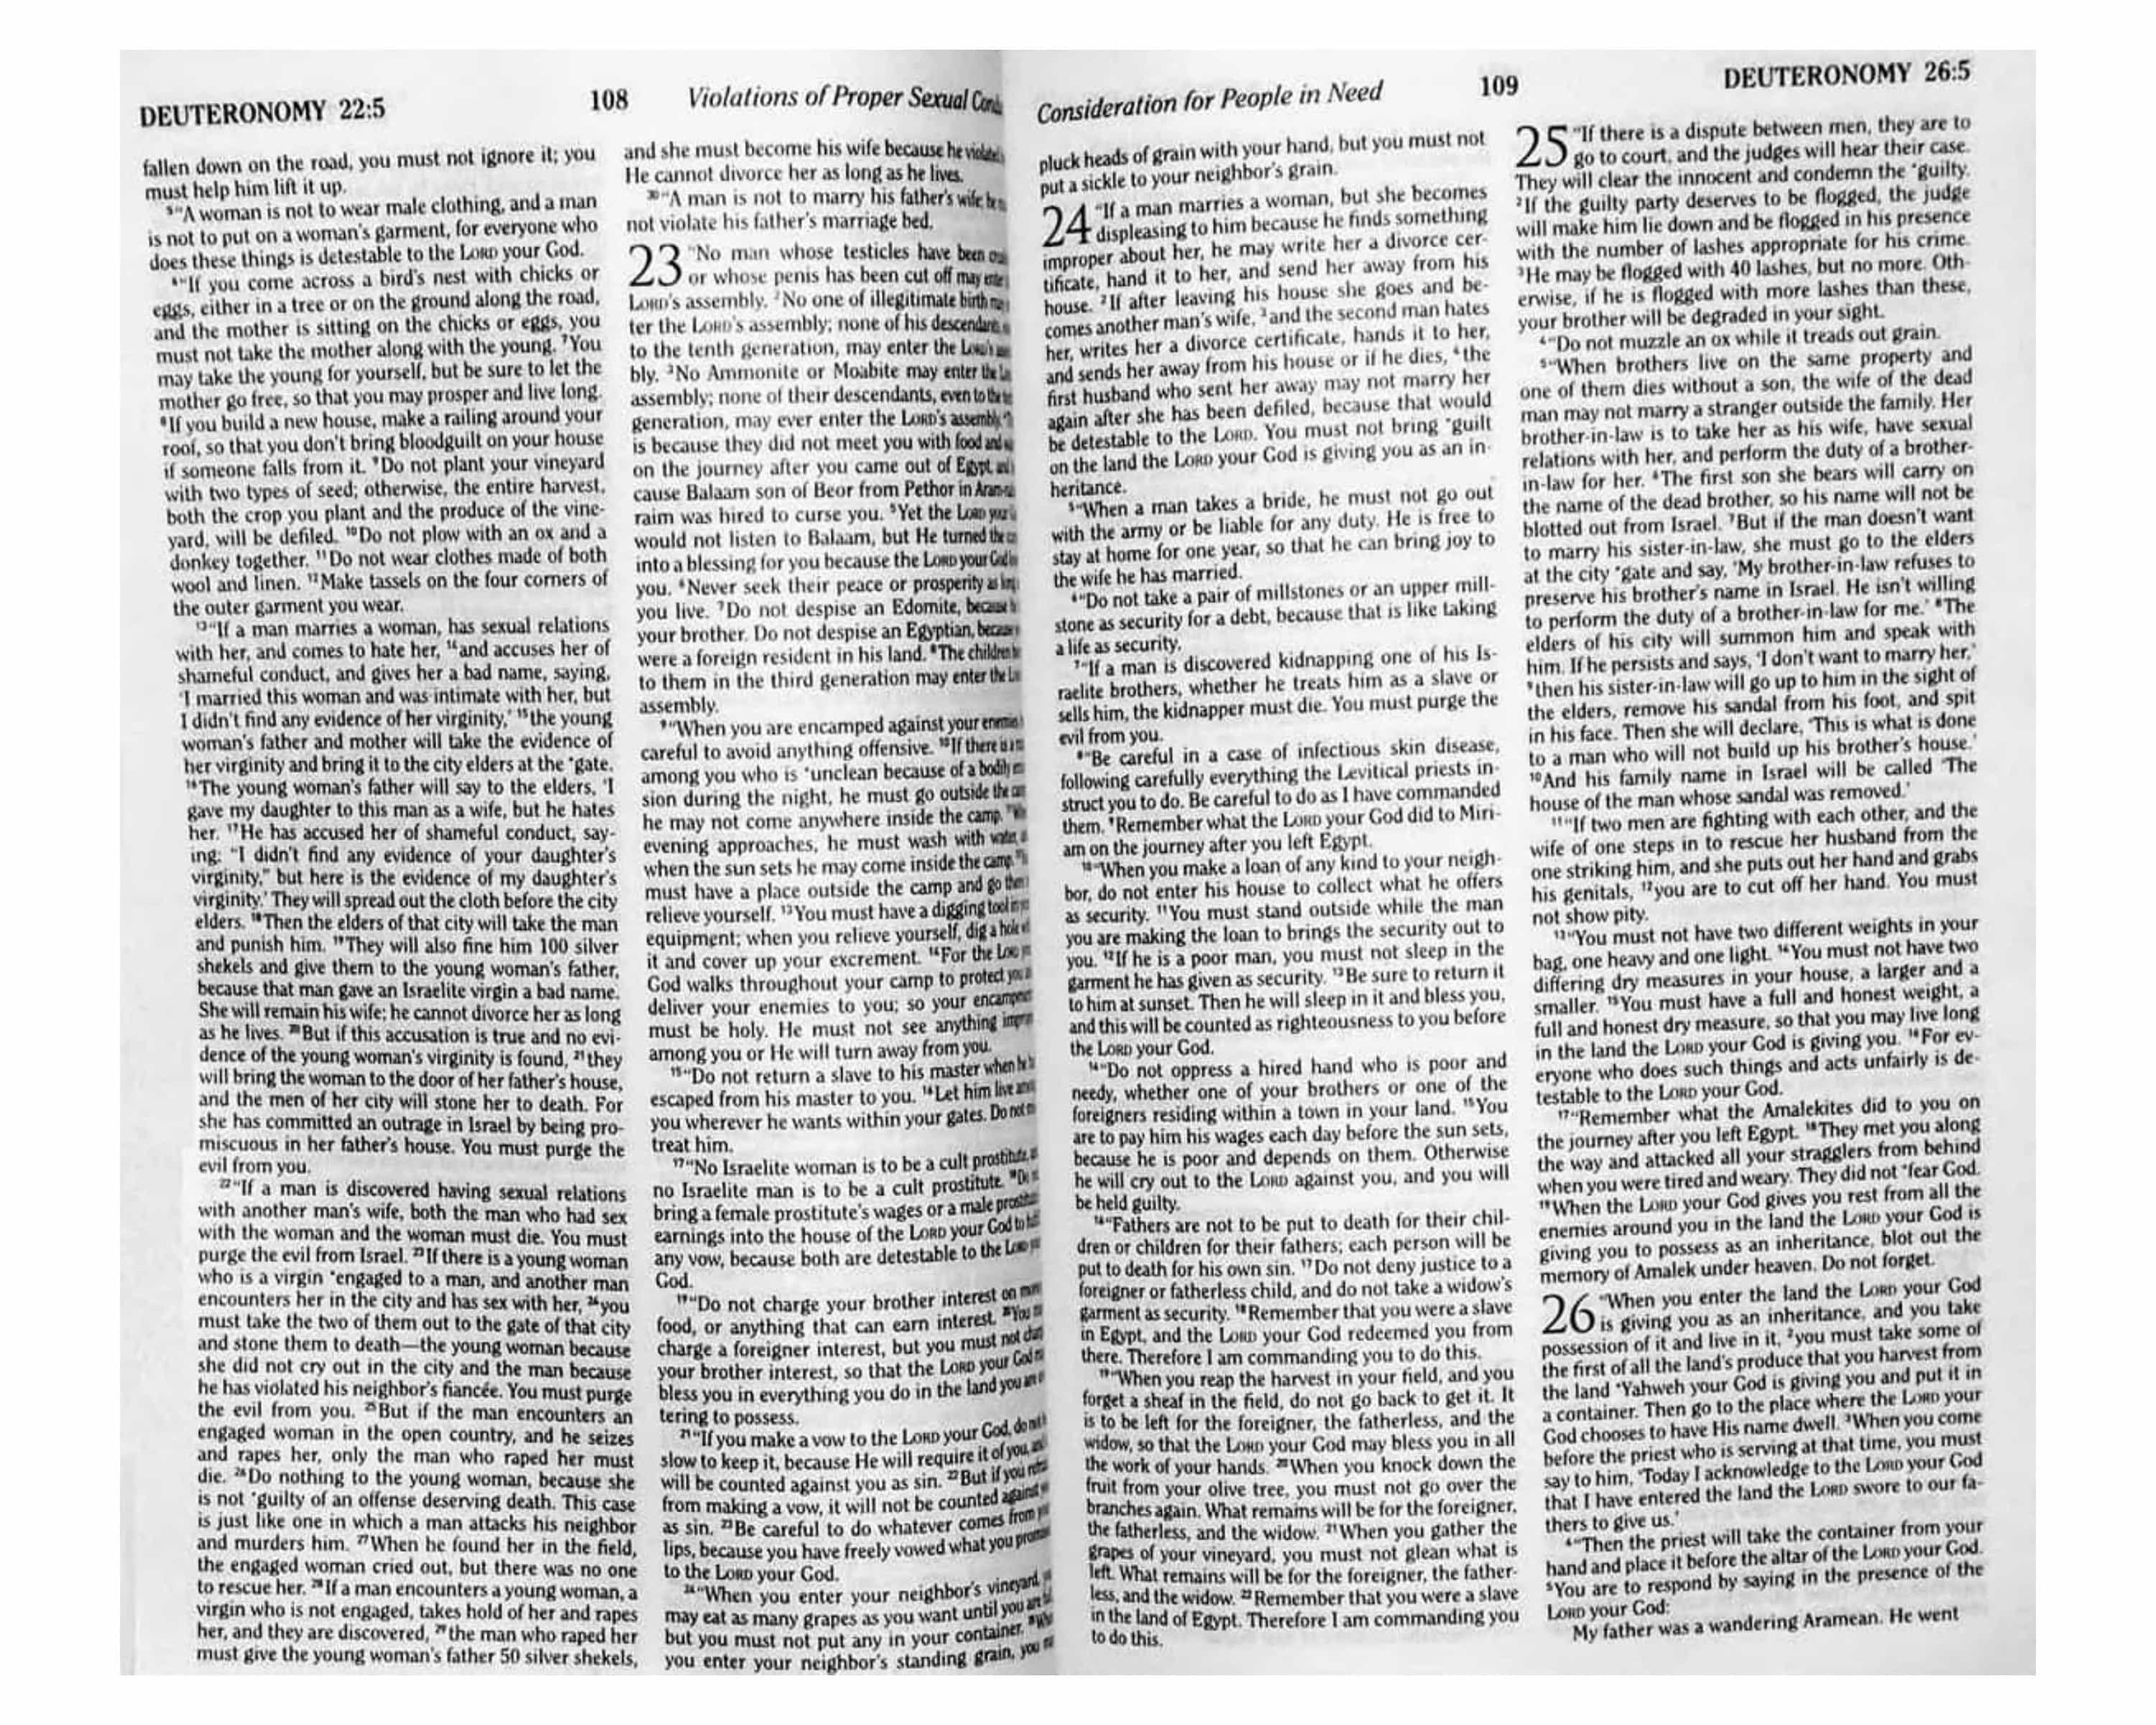 DEUTERONOMY 22:5
108
Violations of Proper Sexual
fallen down on the road, you must not ignore it; you
must help him lift it up.
⁵“A woman is not to wear male clothing, and a man
is not to put on a woman's garment, for everyone who
does these things is detestable to the LORD your God.
⁶“If you come across a bird's nest with chicks or
eggs, either in a tree or on the ground along the road,
and the mother is sitting on the chicks or eggs, you
must not take the mother along with the young. ⁷You
may take the young for yourself, but be sure to let the
mother go free, so that you may prosper and live long.
⁸If you build a new house, make a railing around your
roof, so that you don't bring bloodguilt on your house
if someone falls from it. ⁹Do not plant your vineyard
with two types of seed; otherwise, the entire harvest,
both the crop you plant and the produce of the vine-
yard, will be defiled. ¹⁰Do not plow with an ox and a
donkey together. ¹¹Do not wear clothes made of both
wool and linen. ¹²Make tassels on the four corners of
the outer garment you wear.
¹³“If a man marries a woman, has sexual relations
with her, and comes to hate her, ¹⁴and accuses her of
shameful conduct, and gives her a bad name, saying,
‘I married this woman and was intimate with her, but
I didn't find any evidence of her virginity,’ ¹⁵the young
woman's father and mother will take the evidence of
her virginity and bring it to the city elders at the •gate.
¹⁶The young woman's father will say to the elders, ‘I
gave my daughter to this man as a wife, but he hates
her. ¹⁷He has accused her of shameful conduct, say-
ing: “I didn't find any evidence of your daughter's
virginity,” but here is the evidence of my daughter's
virginity.’ They will spread out the cloth before the city
elders. ¹⁸Then the elders of that city will take the man
and punish him. ¹⁹They will also fine him 100 silver
shekels and give them to the young woman's father,
because that man gave an Israelite virgin a bad name.
She will remain his wife; he cannot divorce her as long
as he lives. ²⁰But if this accusation is true and no evi-
dence of the young woman's virginity is found, ²¹they
will bring the woman to the door of her father's house,
and the men of her city will stone her to death. For
she has committed an outrage in Israel by being pro-
miscuous in her father's house. You must purge the
evil from you.
²²“If a man is discovered having sexual relations
with another man's wife, both the man who had sex
with the woman and the woman must die. You must
purge the evil from Israel. ²³If there is a young woman
who is a virgin •engaged to a man, and another man
encounters her in the city and has sex with her, ²⁴you
must take the two of them out to the gate of that city
and stone them to death—the young woman because
she did not cry out in the city and the man because
he has violated his neighbor's fiancée. You must purge
the evil from you. ²⁵But if the man encounters an
engaged woman in the open country, and he seizes
and rapes her, only the man who raped her must
die. ²⁶Do nothing to the young woman, because she
is not •guilty of an offense deserving death. This case
is just like one in which a man attacks his neighbor
and murders him. ²⁷When he found her in the field,
the engaged woman cried out, but there was no one
to rescue her. ²⁸If a man encounters a young woman, a
virgin who is not engaged, takes hold of her and rapes
her, and they are discovered, ²⁹the man who raped her
must give the young woman's father 50 silver shekels,
and she must become his wife because he
He cannot divorce her as long as he lives.
³⁰“A man is not to marry his father's wife;
not violate his father's marriage bed.
23 “No man whose testicles have been
or whose penis has been cut off may
LORD's assembly. ²No one of illegitimate birth
ter the LORD's assembly; none of his
to the tenth generation, may enter the
bly. ³No Ammonite or Moabite may enter the
assembly; none of their descendants, even to the
generation, may ever enter the LORD's assembly.
is because they did not meet you with food
on the journey after you came out of Egypt,
cause Balaam son of Beor from Pethor in
raim was hired to curse you. ⁵Yet the LORD
would not listen to Balaam, but He turned the
into a blessing for you because the LORD your God
you. ⁶Never seek their peace or prosperity as
you live. ⁷Do not despise an Edomite, because
your brother. Do not despise an Egyptian, because
were a foreign resident in his land. ⁸The children
to them in the third generation may enter the
assembly.
⁹“When you are encamped against your
careful to avoid anything offensive. ¹⁰If there is
among you who is •unclean because of a bodily
sion during the night, he must go outside the
he may not come anywhere inside the camp.
evening approaches, he must wash with water,
when the sun sets he may come inside the camp.
must have a place outside the camp and go
relieve yourself. ¹³You must have a digging tool
equipment; when you relieve yourself, dig a hole
it and cover up your excrement. ¹⁴For the LORD
God walks throughout your camp to protect
deliver your enemies to you; so your
must be holy. He must not see anything
among you or He will turn away from you.
¹⁵“Do not return a slave to his master when
escaped from his master to you. ¹⁶Let him live
you wherever he wants within your gates. Do not
treat him.
¹⁷“No Israelite woman is to be a cult prostitute,
no Israelite man is to be a cult prostitute.
bring a female prostitute's wages or a male
earnings into the house of the LORD your God
any vow, because both are detestable to the LORD
God.
¹⁹“Do not charge your brother interest on
food, or anything that can earn interest.
charge a foreigner interest, but you must not
your brother interest, so that the LORD your God
bless you in everything you do in the land you
tering to possess.
²¹“If you make a vow to the LORD your God, do
slow to keep it, because He will require it of you,
will be counted against you as sin. ²²But if you
from making a vow, it will not be counted against
as sin. ²³Be careful to do whatever comes from
lips, because you have freely vowed what you
to the LORD your God.
²⁴“When you enter your neighbor's vineyard,
may eat as many grapes as you want until you
but you must not put any in your container.
you enter your neighbor's standing grain, you
Consideration for People in Need
109
DEUTERONOMY 26:5
pluck heads of grain with your hand, but you must not
put a sickle to your neighbor's grain.
24 “If a man marries a woman, but she becomes
displeasing to him because he finds something
improper about her, he may write her a divorce cer-
tificate, hand it to her, and send her away from his
house. ²If after leaving his house she goes and be-
comes another man's wife, ³and the second man hates
her, writes her a divorce certificate, hands it to her,
and sends her away from his house or if he dies, ⁴the
first husband who sent her away may not marry her
again after she has been defiled, because that would
be detestable to the LORD. You must not bring •guilt
on the land the LORD your God is giving you as an in-
heritance.
⁵“When a man takes a bride, he must not go out
with the army or be liable for any duty. He is free to
stay at home for one year, so that he can bring joy to
the wife he has married.
⁶“Do not take a pair of millstones or an upper mill-
stone as security for a debt, because that is like taking
a life as security.
⁷“If a man is discovered kidnapping one of his Is-
raelite brothers, whether he treats him as a slave or
sells him, the kidnapper must die. You must purge the
evil from you.
⁸“Be careful in a case of infectious skin disease,
following carefully everything the Levitical priests in-
struct you to do. Be careful to do as I have commanded
them. ⁹Remember what the LORD your God did to Miri-
am on the journey after you left Egypt.
¹⁰“When you make a loan of any kind to your neigh-
bor, do not enter his house to collect what he offers
as security. ¹¹You must stand outside while the man
you are making the loan to brings the security out to
you. ¹²If he is a poor man, you must not sleep in the
garment he has given as security. ¹³Be sure to return it
to him at sunset. Then he will sleep in it and bless you,
and this will be counted as righteousness to you before
the LORD your God.
¹⁴“Do not oppress a hired hand who is poor and
needy, whether one of your brothers or one of the
foreigners residing within a town in your land. ¹⁵You
are to pay him his wages each day before the sun sets,
because he is poor and depends on them. Otherwise
he will cry out to the LORD against you, and you will
be held guilty.
¹⁶“Fathers are not to be put to death for their chil-
dren or children for their fathers; each person will be
put to death for his own sin. ¹⁷Do not deny justice to a
foreigner or fatherless child, and do not take a widow's
garment as security. ¹⁸Remember that you were a slave
in Egypt, and the LORD your God redeemed you from
there. Therefore I am commanding you to do this.
¹⁹“When you reap the harvest in your field, and you
forget a sheaf in the field, do not go back to get it. It
is to be left for the foreigner, the fatherless, and the
widow, so that the LORD your God may bless you in all
the work of your hands. ²⁰When you knock down the
fruit from your olive tree, you must not go over the
branches again. What remains will be for the foreigner,
the fatherless, and the widow. ²¹When you gather the
grapes of your vineyard, you must not glean what is
left. What remains will be for the foreigner, the father-
less, and the widow. ²²Remember that you were a slave
in the land of Egypt. Therefore I am commanding you
to do this.
25 “If there is a dispute between men, they are to
go to court, and the judges will hear their case.
They will clear the innocent and condemn the •guilty.
²If the guilty party deserves to be flogged, the judge
will make him lie down and be flogged in his presence
with the number of lashes appropriate for his crime.
³He may be flogged with 40 lashes, but no more. Oth-
erwise, if he is flogged with more lashes than these,
your brother will be degraded in your sight.
⁴“Do not muzzle an ox while it treads out grain.
⁵“When brothers live on the same property and
one of them dies without a son, the wife of the dead
man may not marry a stranger outside the family. Her
brother-in-law is to take her as his wife, have sexual
relations with her, and perform the duty of a brother-
in-law for her. ⁶The first son she bears will carry on
the name of the dead brother, so his name will not be
blotted out from Israel. ⁷But if the man doesn't want
to marry his sister-in-law, she must go to the elders
at the city •gate and say, ‘My brother-in-law refuses to
preserve his brother's name in Israel. He isn't willing
to perform the duty of a brother-in-law for me.’ ⁸The
elders of his city will summon him and speak with
him. If he persists and says, ‘I don't want to marry her,’
⁹then his sister-in-law will go up to him in the sight of
the elders, remove his sandal from his foot, and spit
in his face. Then she will declare, ‘This is what is done
to a man who will not build up his brother's house.’
¹⁰And his family name in Israel will be called ‘The
house of the man whose sandal was removed.’
¹¹“If two men are fighting with each other, and the
wife of one steps in to rescue her husband from the
one striking him, and she puts out her hand and grabs
his genitals, ¹²you are to cut off her hand. You must
not show pity.
¹³“You must not have two different weights in your
bag, one heavy and one light. ¹⁴You must not have two
differing dry measures in your house, a larger and a
smaller. ¹⁵You must have a full and honest weight, a
full and honest dry measure, so that you may live long
in the land the LORD your God is giving you. ¹⁶For ev-
eryone who does such things and acts unfairly is de-
testable to the LORD your God.
¹⁷“Remember what the Amalekites did to you on
the journey after you left Egypt. ¹⁸They met you along
the way and attacked all your stragglers from behind
when you were tired and weary. They did not •fear God.
¹⁹When the LORD your God gives you rest from all the
enemies around you in the land the LORD your God is
giving you to possess as an inheritance, blot out the
memory of Amalek under heaven. Do not forget.
26 “When you enter the land the LORD your God
is giving you as an inheritance, and you take
possession of it and live in it, ²you must take some of
the first of all the land's produce that you harvest from
the land •Yahweh your God is giving you and put it in
a container. Then go to the place where the LORD your
God chooses to have His name dwell. ³When you come
before the priest who is serving at that time, you must
say to him, ‘Today I acknowledge to the LORD your God
that I have entered the land the LORD swore to our fa-
thers to give us.’
⁴“Then the priest will take the container from your
hand and place it before the altar of the LORD your God.
⁵You are to respond by saying in the presence of the
LORD your God:
My father was a wandering Aramean. He went